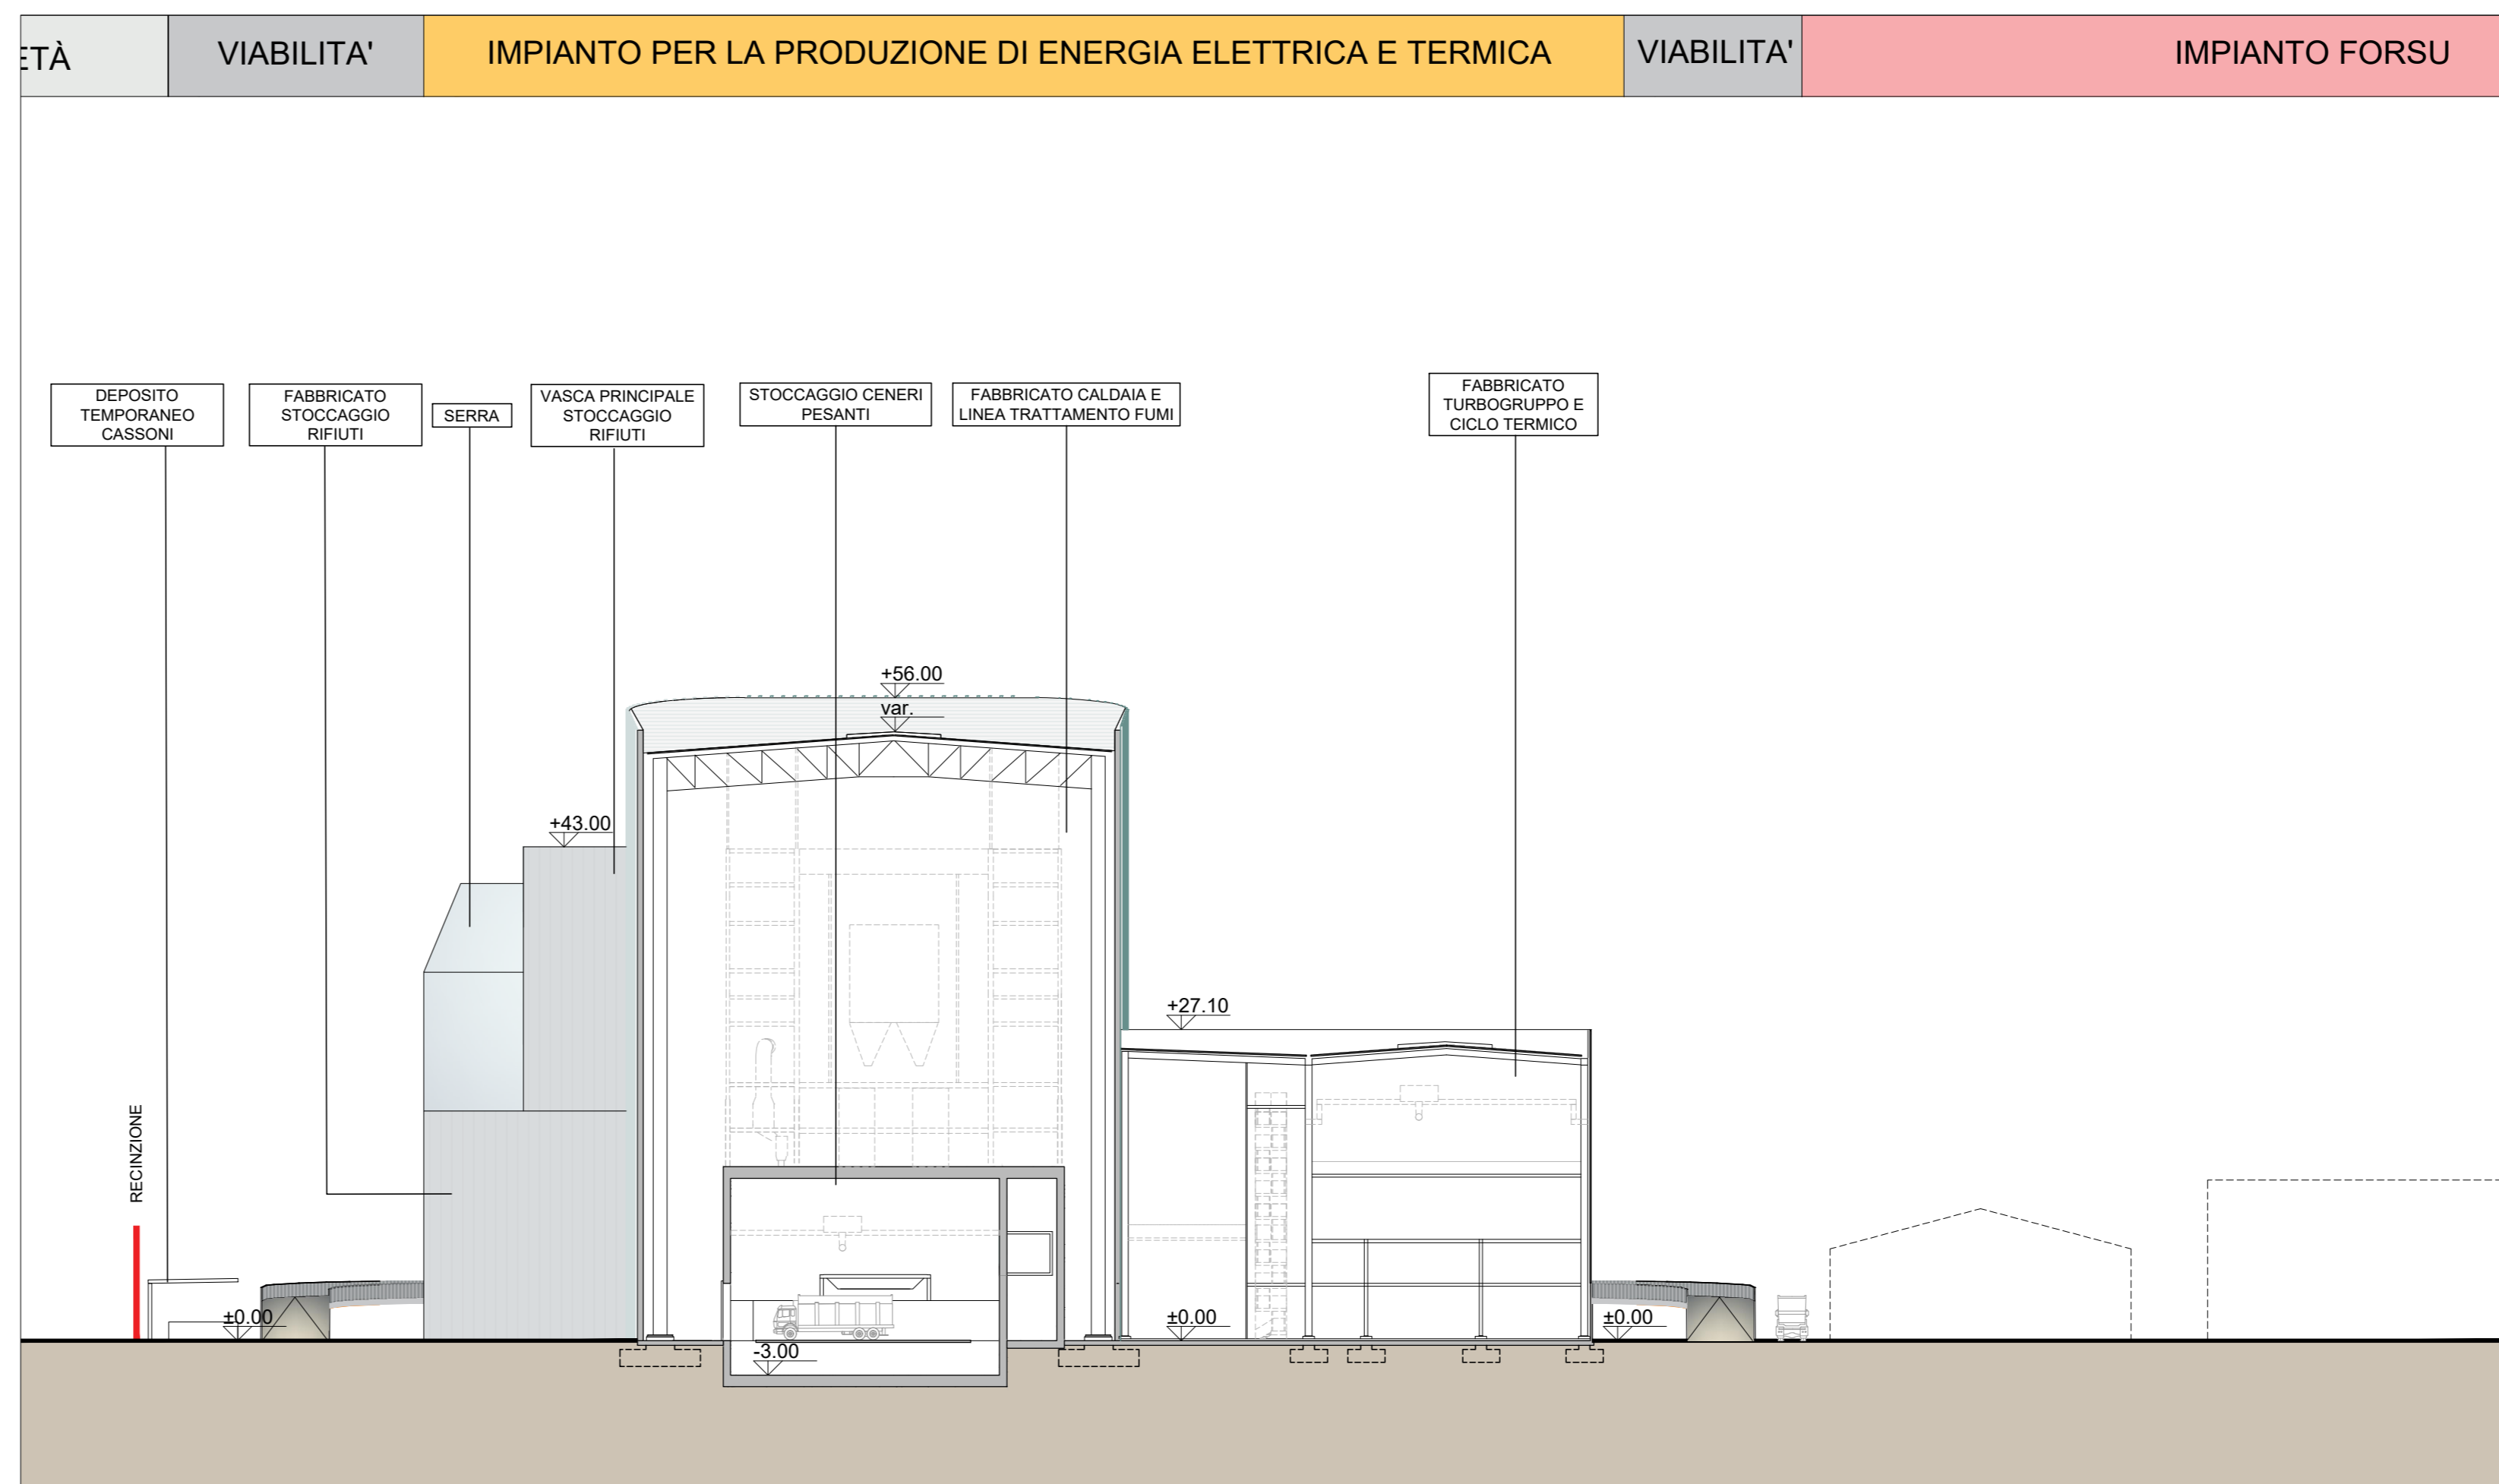 ETÀ
VIABILITA'
IMPIANTO PER LA PRODUZIONE DI ENERGIA ELETTRICA E TERMICA
VIABILITA'
IMPIANTO FORSU
DEPOSITO
TEMPORANEO
CASSONI
FABBRICATO
STOCCAGGIO
RIFIUTI
SERRA
VASCA PRINCIPALE
STOCCAGGIO
RIFIUTI
STOCCAGGIO CENERI
PESANTI
FABBRICATO CALDAIA E
LINEA TRATTAMENTO FUMI
FABBRICATO
TURBOGRUPPO E
CICLO TERMICO
+56.00
var.
+43.00
+27.10
RECINZIONE
±0.00
±0.00
±0.00
-3.00